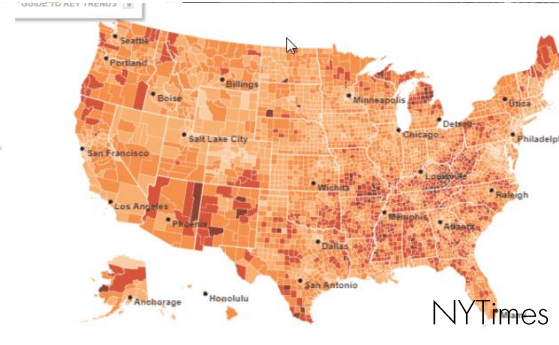 GUIDE TO KEY TRENDS
Seattle
Portland
Billings
Boise
Minneapolis
Utica
Detroit
Chicago
Philadelph
Salt Lake City
San Francisco
Louisville
Wichita
Raleigh
Los Angeles
Memphis
Phoenix
Atlanta
Dallas
San Antonio
Anchorage
Honolulu
Miami
NYTimes